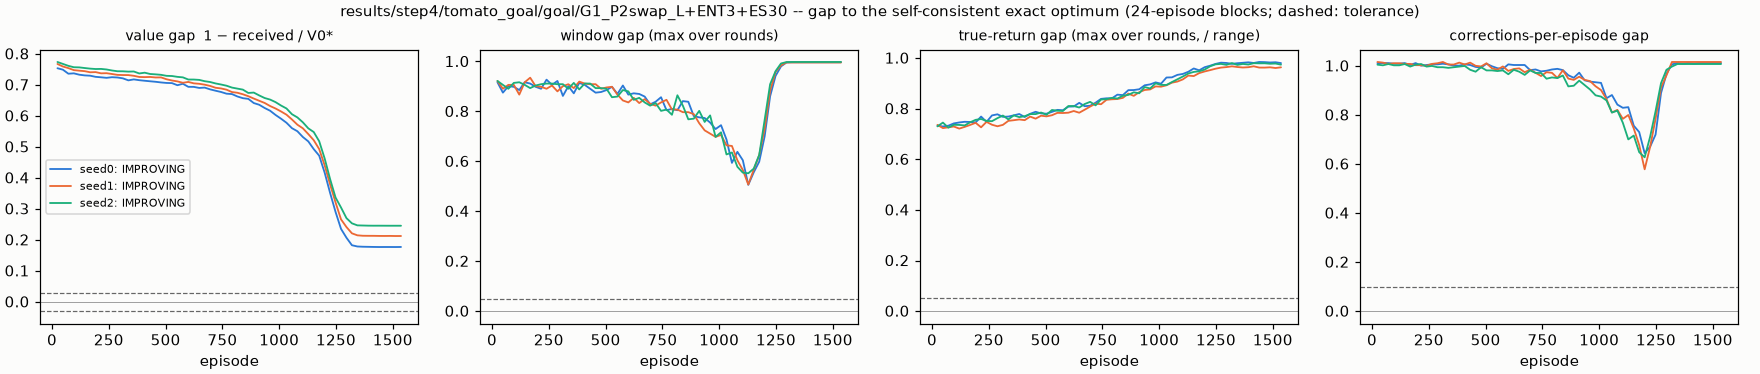 results/step4/tomato_goal/goal/G1_P2swap_L+ENT3+ES30 -- gap to the self-consistent exact optimum (24-episode blocks; dashed: tolerance)
value gap  1 − received / V0*
0.8
0.7
0.6
0.5
0.4
0.3
0.2
0.1
0.0
seed0: IMPROVING
seed1: IMPROVING
seed2: IMPROVING
0 250 500 750 1000 1250 1500
episode
window gap (max over rounds)
1.0
0.8
0.6
0.4
0.2
0.0
0 250 500 750 1000 1250 1500
episode
true-return gap (max over rounds, / range)
1.0
0.8
0.6
0.4
0.2
0.0
0 250 500 750 1000 1250 1500
episode
corrections-per-episode gap
1.0
0.8
0.6
0.4
0.2
0.0
0 250 500 750 1000 1250 1500
episode